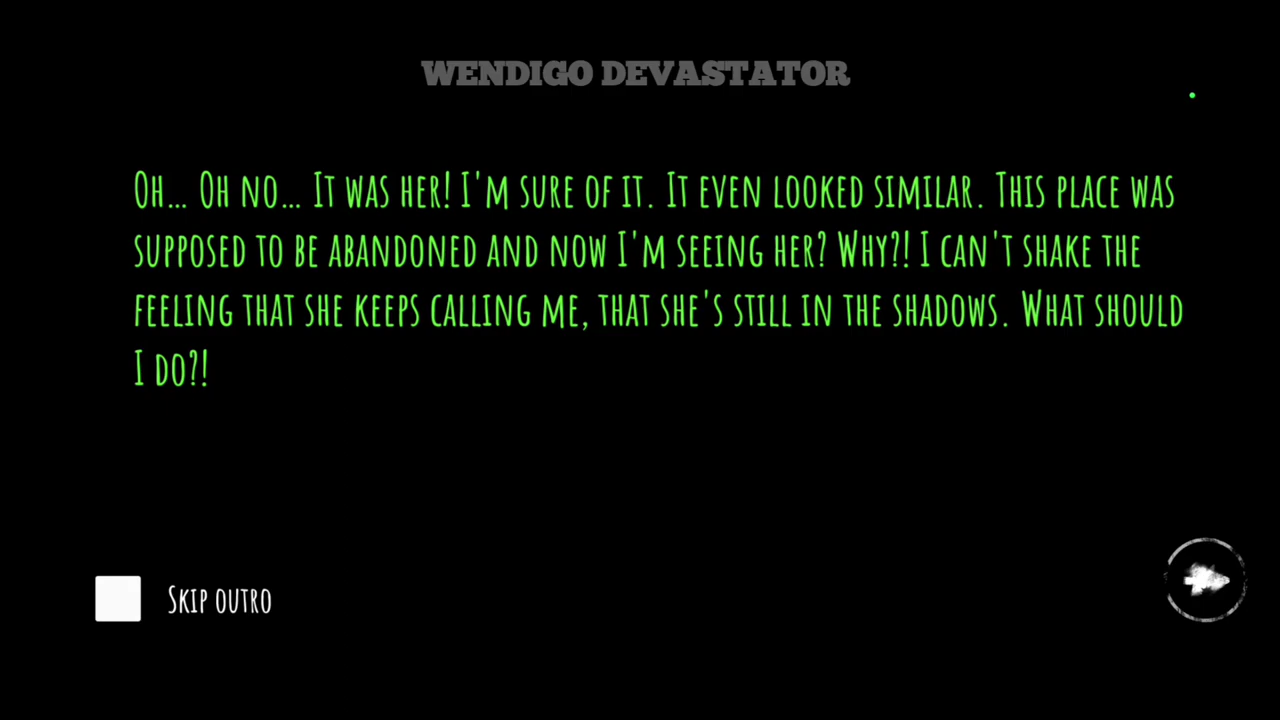 WENDIGO DEVASTATOR
Oh... Oh no... It was her! I'm sure of it. It even looked similar. This place was
supposed to be abandoned and now I'm seeing her? Why?! I can't shake the
feeling that she keeps calling me, that she's still in the shadows. What should
I do?!
Skip outro